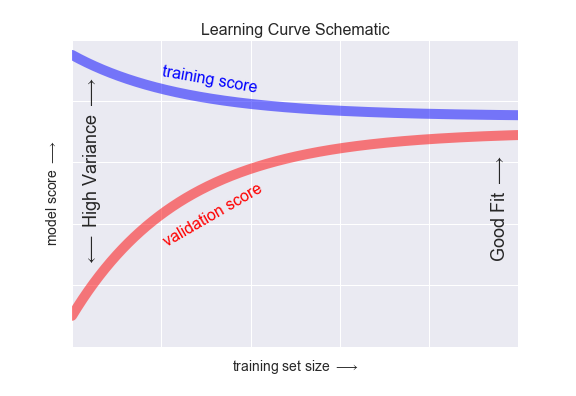 Learning Curve Schematic
training score
← High Variance →
validation score
Good Fit →
model score →
training set size →